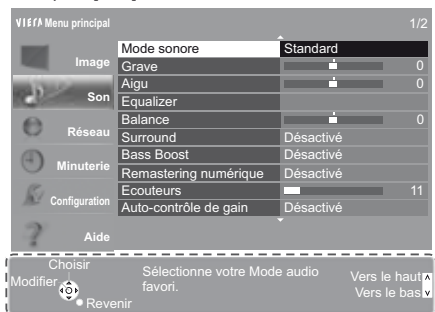 VIErA Menu principal 1/2
Image
Son
Réseau
Minuterie
Configuration
Aide
Mode sonore Standard
Grave 0
Aigu 0
Equalizer
Balance 0
Surround Désactivé
Bass Boost Désactivé
Remastering numérique Désactivé
Ecouteurs 11
Auto-contrôle de gain Désactivé
Choisir
Modifier
Revenir
Sélectionne votre Mode audio
favori.
Vers le haut
Vers le bas